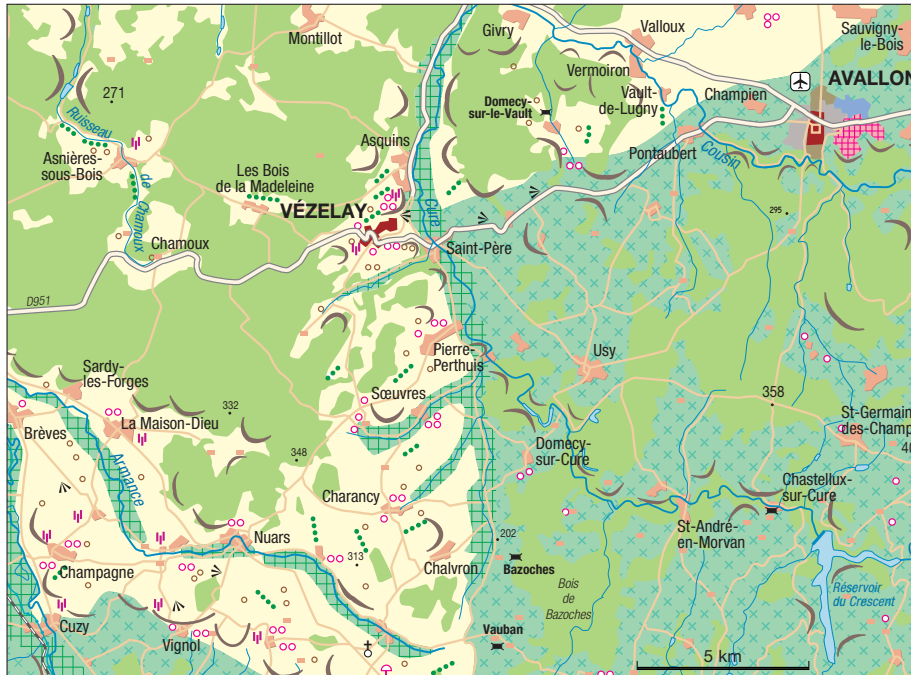 Montillot
Givry
Valloux
Sauvigny-
le-Bois
271
Vermoiron
AVALLON
Champien
Domecy-
sur-le-Vault
Vault-
de-Lugny
Ruisseau
Asquins
Pontaubert
Cousin
Asnières-
sous-Bois
Les Bois
de la Madeleine
de Chamoux
VÉZELAY
Cure
295
Chamoux
Saint-Père
D951
Pierre-
Perthuis
Usy
Sardy-
les-Forges
Sœuvres
358
332
La Maison-Dieu
St-Germain
des-Champ
Brèves
Domecy-
sur-Cure
40
348
Armance
Charancy
Chastellux-
sur-Cure
St-André-
en-Morvan
Nuars
202
313
Chalvron
Bazoches
Champagne
Bois
de
Bazoches
Réservoir
du Crescent
Cuzy
Vignol
Vauban
5 km